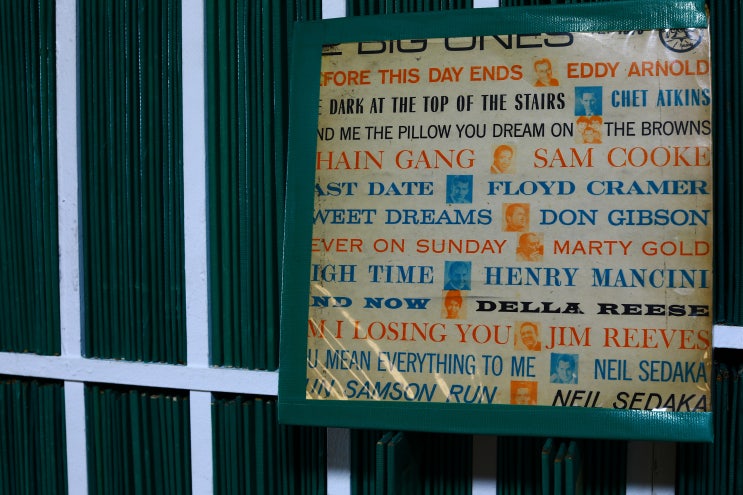 E BIG ONES
FORE THIS DAY ENDS EDDY ARNOLD
E DARK AT THE TOP OF THE STAIRS CHET ATKINS
ND ME THE PILLOW YOU DREAM ON THE BROWNS
HAIN GANG SAM COOKE
AST DATE FLOYD CRAMER
WEET DREAMS DON GIBSON
EVER ON SUNDAY MARTY GOLD
IGH TIME HENRY MANCINI
ND NOW DELLA REESE
M I LOSING YOU JIM REEVES
U MEAN EVERYTHING TO ME NEIL SEDAKA
UN SAMSON RUN NEIL SEDAKA